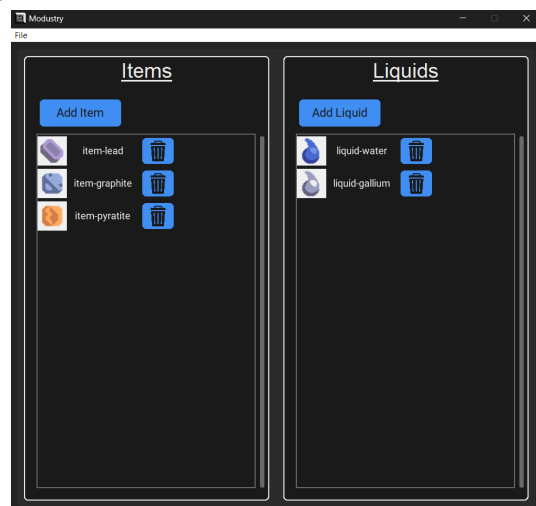 Modustry
File
Items
Add Item
item-lead
item-graphite
item-pyratite
Liquids
Add Liquid
liquid-water
liquid-gallium